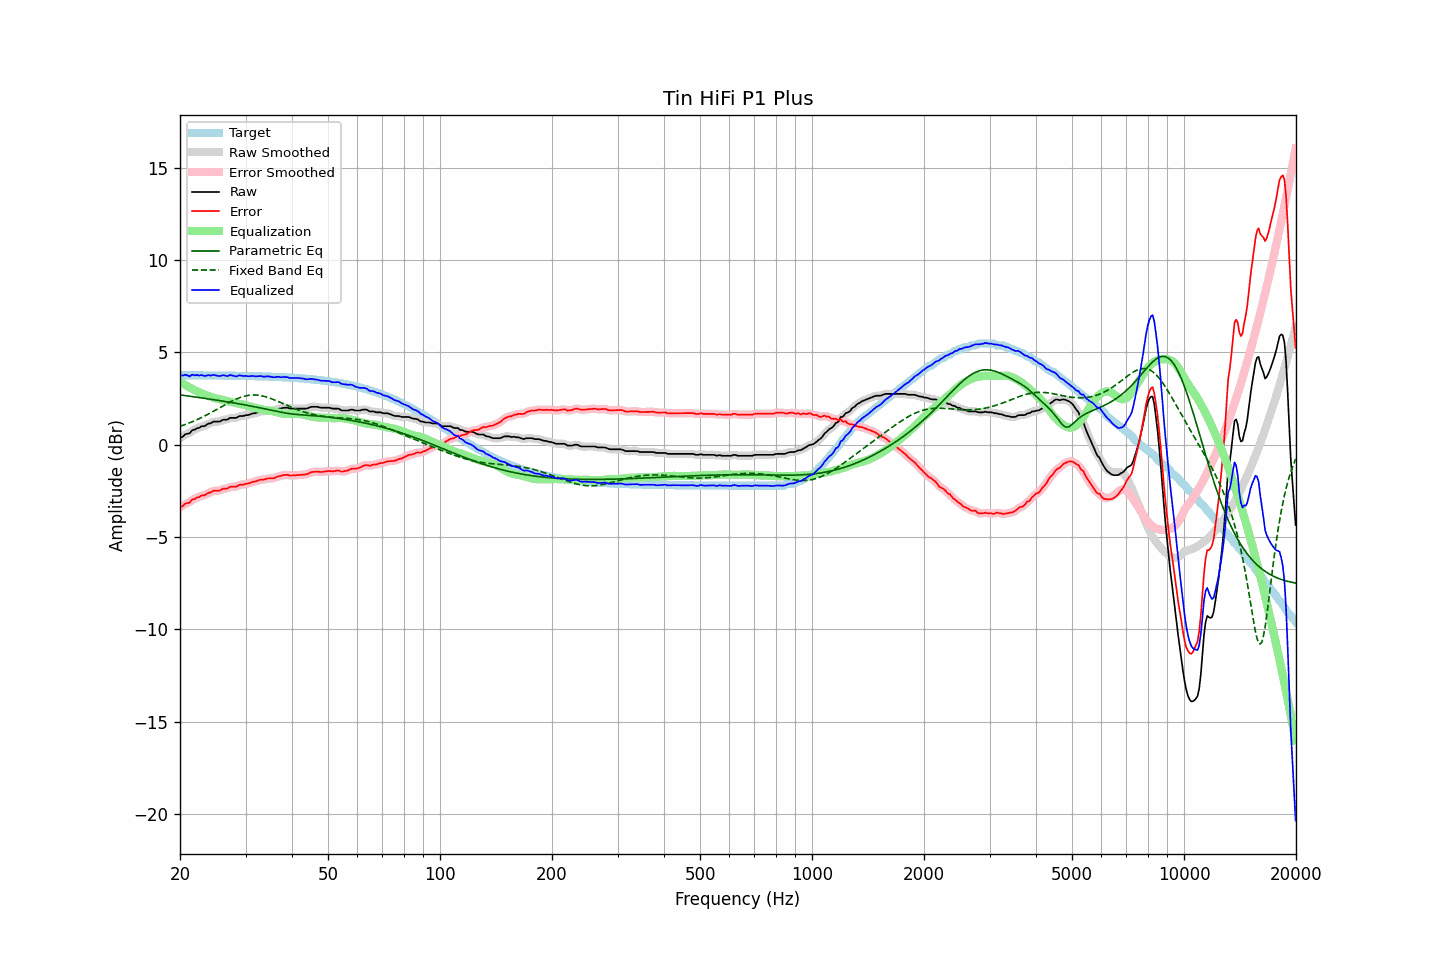 Tin HiFi P1 Plus
Target
Raw Smoothed
Error Smoothed
Raw
Error
Equalization
Parametric Eq
Fixed Band Eq
Equalized
Amplitude (dBr)
15
10
5
0
−5
−10
−15
−20
20 50 100 200 500 1000 2000 5000 10000 20000
Frequency (Hz)